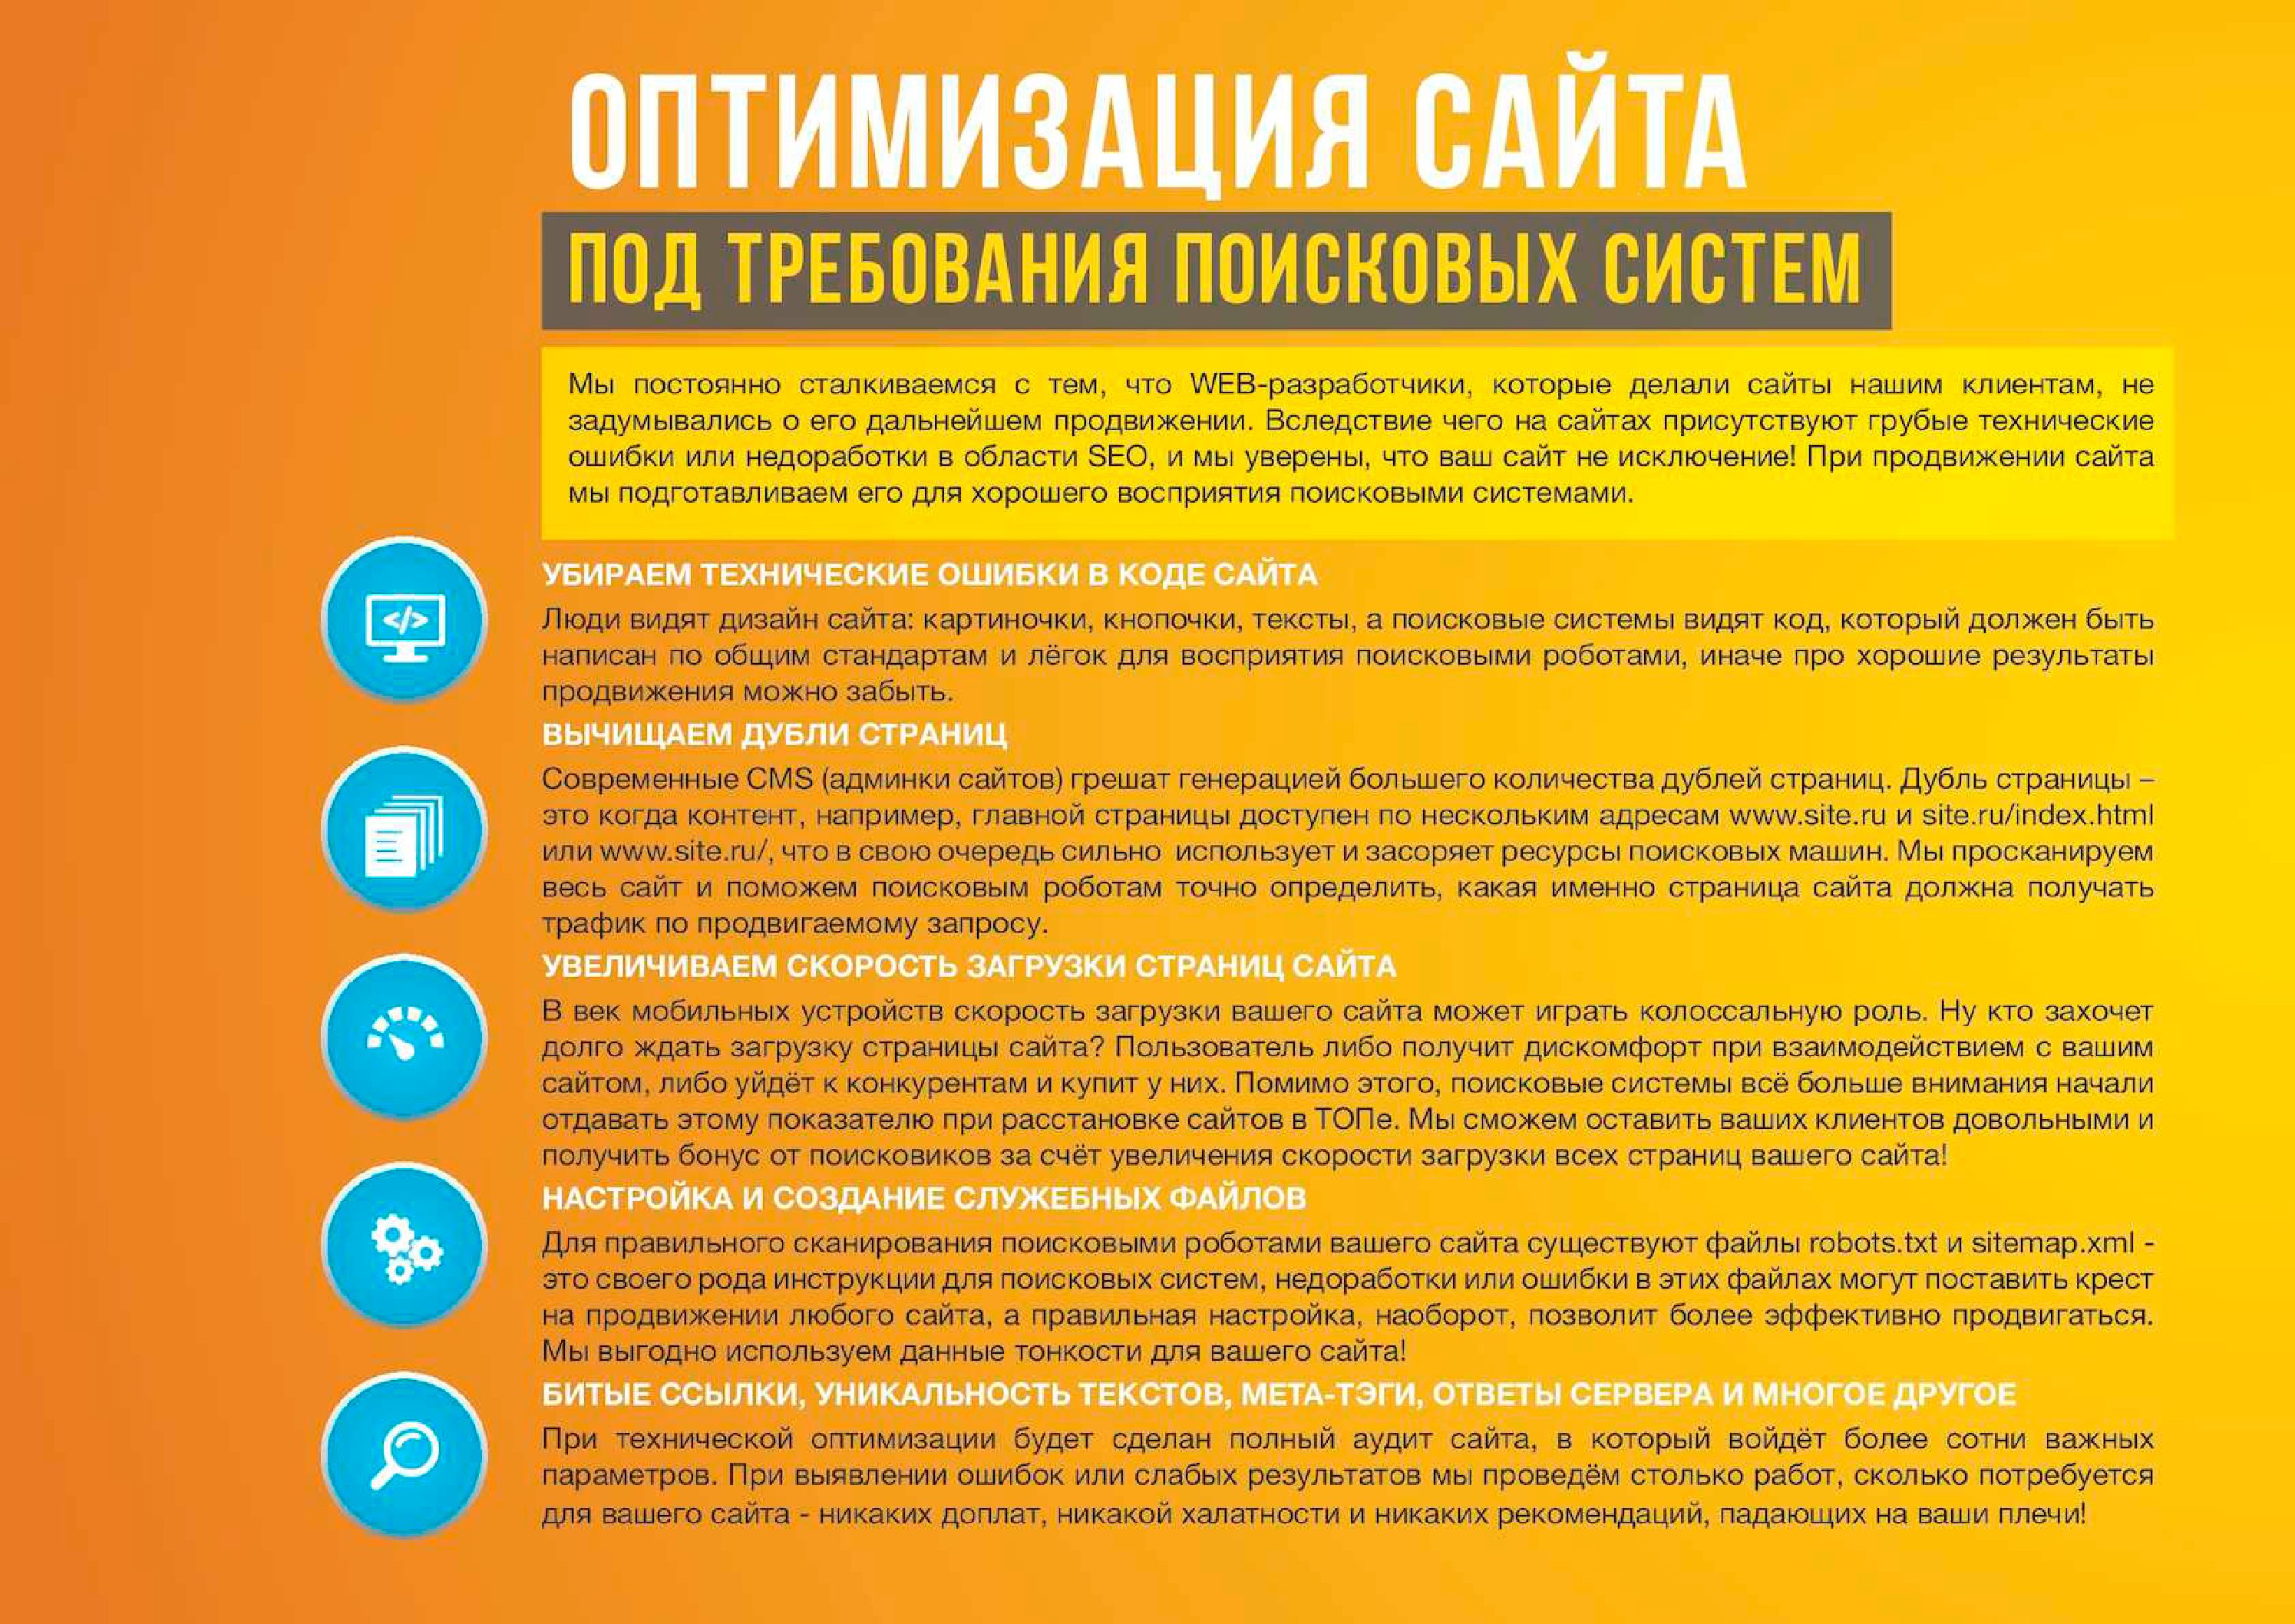 ОПТИМИЗАЦИЯ САЙТА
ПОД ТРЕБОВАНИЯ ПОИСКОВЫХ СИСТЕМ
Мы постоянно сталкиваемся с тем, что WEB-разработчики, которые делали сайты нашим клиентам, не
задумывались о его дальнейшем продвижении. Вследствие чего на сайтах присутствуют грубые технические
ошибки или недоработки в области SEO, и мы уверены, что ваш сайт не исключение! При продвижении сайта
мы подготавливаем его для хорошего восприятия поисковыми системами.
УБИРАЕМ ТЕХНИЧЕСКИЕ ОШИБКИ В КОДЕ САЙТА
Люди видят дизайн сайта: картиночки, кнопочки, тексты, а поисковые системы видят код, который должен быть
написан по общим стандартам и лёгок для восприятия поисковыми роботами, иначе про хорошие результаты
продвижения можно забыть.
ВЫЧИЩАЕМ ДУБЛИ СТРАНИЦ
Современные CMS (админки сайтов) грешат генерацией большего количества дублей страниц. Дубль страницы –
это когда контент, например, главной страницы доступен по нескольким адресам www.site.ru и site.ru/index.html
или www.site.ru/, что в свою очередь сильно использует и засоряет ресурсы поисковых машин. Мы просканируем
весь сайт и поможем поисковым роботам точно определить, какая именно страница сайта должна получать
трафик по продвигаемому запросу.
УВЕЛИЧИВАЕМ СКОРОСТЬ ЗАГРУЗКИ СТРАНИЦ САЙТА
В век мобильных устройств скорость загрузки вашего сайта может играть колоссальную роль. Ну кто захочет
долго ждать загрузку страницы сайта? Пользователь либо получит дискомфорт при взаимодействием с вашим
сайтом, либо уйдёт к конкурентам и купит у них. Помимо этого, поисковые системы всё больше внимания начали
отдавать этому показателю при расстановке сайтов в ТОПе. Мы сможем оставить ваших клиентов довольными и
получить бонус от поисковиков за счёт увеличения скорости загрузки всех страниц вашего сайта!
НАСТРОЙКА И СОЗДАНИЕ СЛУЖЕБНЫХ ФАЙЛОВ
Для правильного сканирования поисковыми роботами вашего сайта существуют файлы robots.txt и sitemap.xml -
это своего рода инструкции для поисковых систем, недоработки или ошибки в этих файлах могут поставить крест
на продвижении любого сайта, а правильная настройка, наоборот, позволит более эффективно продвигаться.
Мы выгодно используем данные тонкости для вашего сайта!
БИТЫЕ ССЫЛКИ, УНИКАЛЬНОСТЬ ТЕКСТОВ, МЕТА-ТЭГИ, ОТВЕТЫ СЕРВЕРА И МНОГОЕ ДРУГОЕ
При технической оптимизации будет сделан полный аудит сайта, в который войдёт более сотни важных
параметров. При выявлении ошибок или слабых результатов мы проведём столько работ, сколько потребуется
для вашего сайта - никаких доплат, никакой халатности и никаких рекомендаций, падающих на ваши плечи!